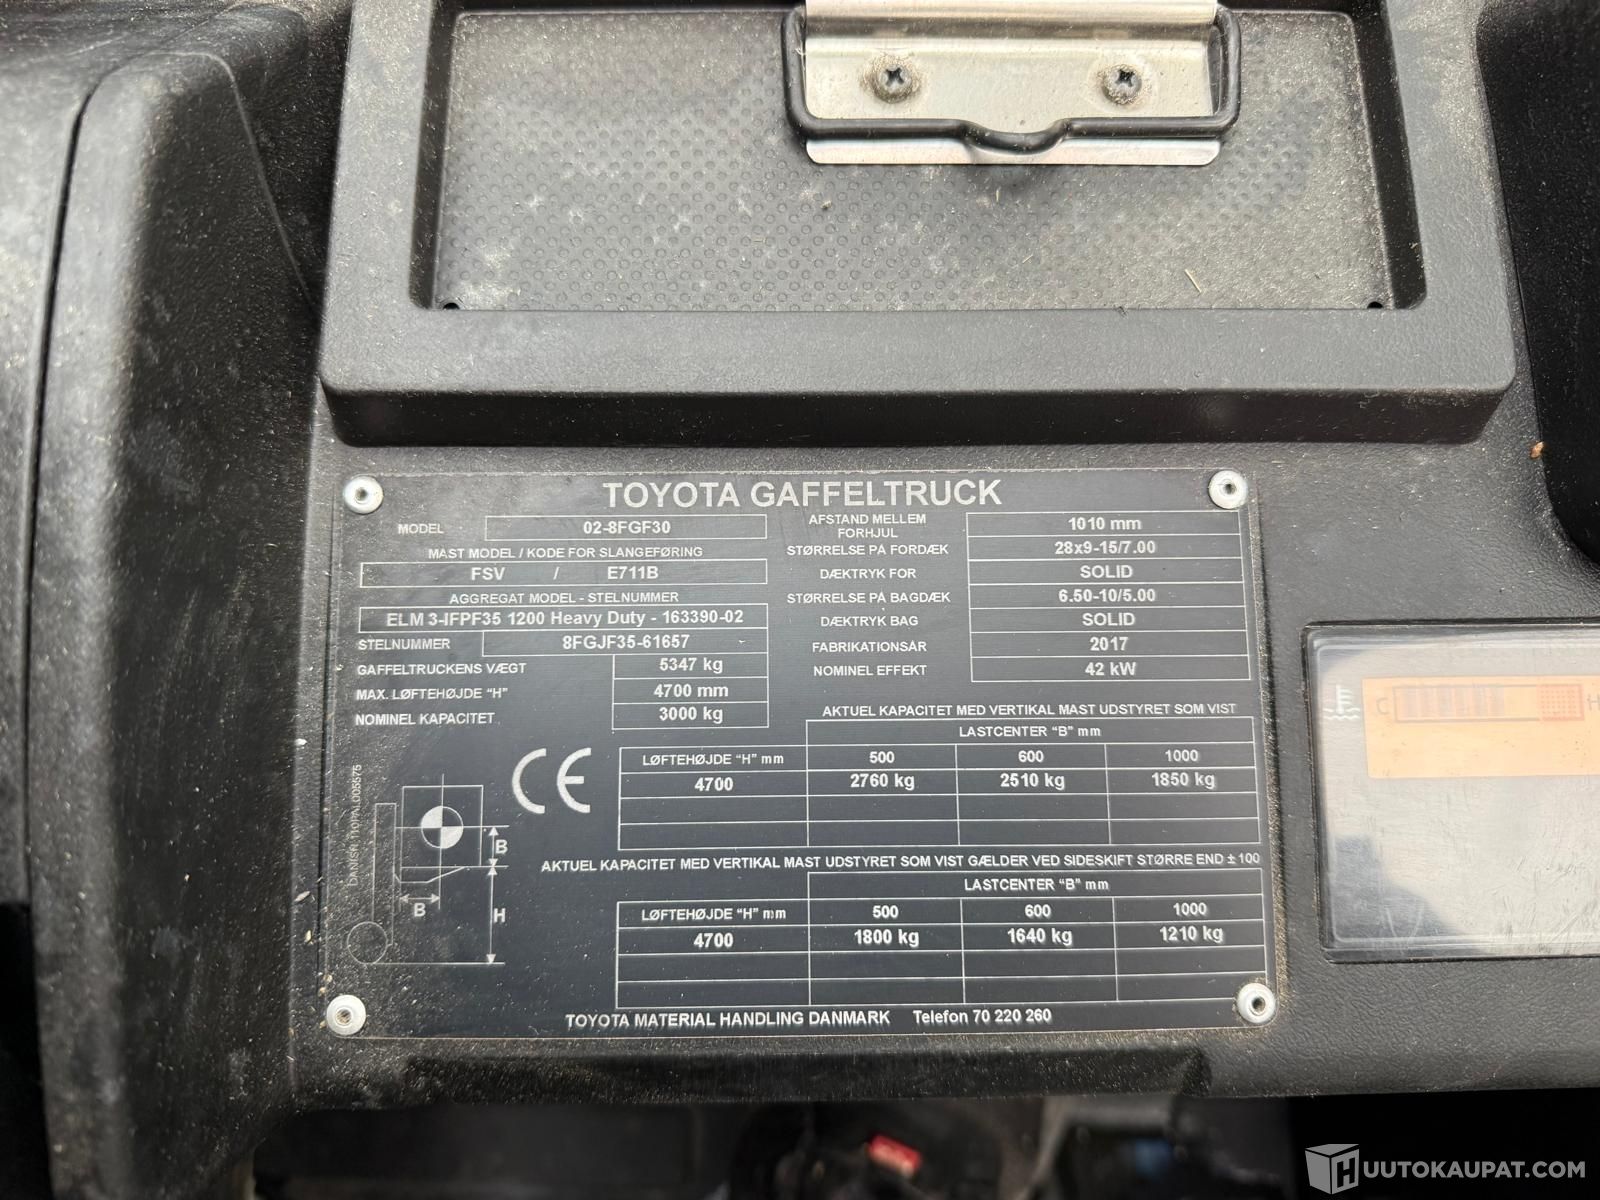 TOYOTA GAFFELTRUCK
MODEL 02-8FGF30
MAST MODEL / KODE FOR SLANGEFØRING
FSV / E711B
AGGREGAT MODEL - STELNUMMER
ELM 3-IFPF35 1200 Heavy Duty - 163390-02
STELNUMMER 8FGJF35-61657
GAFFELTRUCKENS VÆGT 5347 kg
MAX. LØFTEHØJDE "H" 4700 mm
NOMINEL KAPACITET 3000 kg
AFSTAND MELLEM FORHJUL 1010 mm
STØRRELSE PÅ FORDÆK 28x9-15/7.00
DÆKTRYK FOR SOLID
STØRRELSE PÅ BAGDÆK 6.50-10/5.00
DÆKTRYK BAG SOLID
FABRIKATIONSÅR 2017
NOMINEL EFFEKT 42 kW
AKTUEL KAPACITET MED VERTIKAL MAST UDSTYRET SOM VIST
LASTCENTER "B" mm
LØFTEHØJDE "H" mm 500 600 1000
4700 2760 kg 2510 kg 1850 kg
CE
B
B
H
AKTUEL KAPACITET MED VERTIKAL MAST UDSTYRET SOM VIST GÆLDER VED SIDESKIFT STØRRE END ± 100
LASTCENTER "B" mm
LØFTEHØJDE "H" mm 500 600 1000
4700 1800 kg 1640 kg 1210 kg
TOYOTA MATERIAL HANDLING DANMARK Telefon 70 220 260
C H
HUUTOKAUPAT.COM